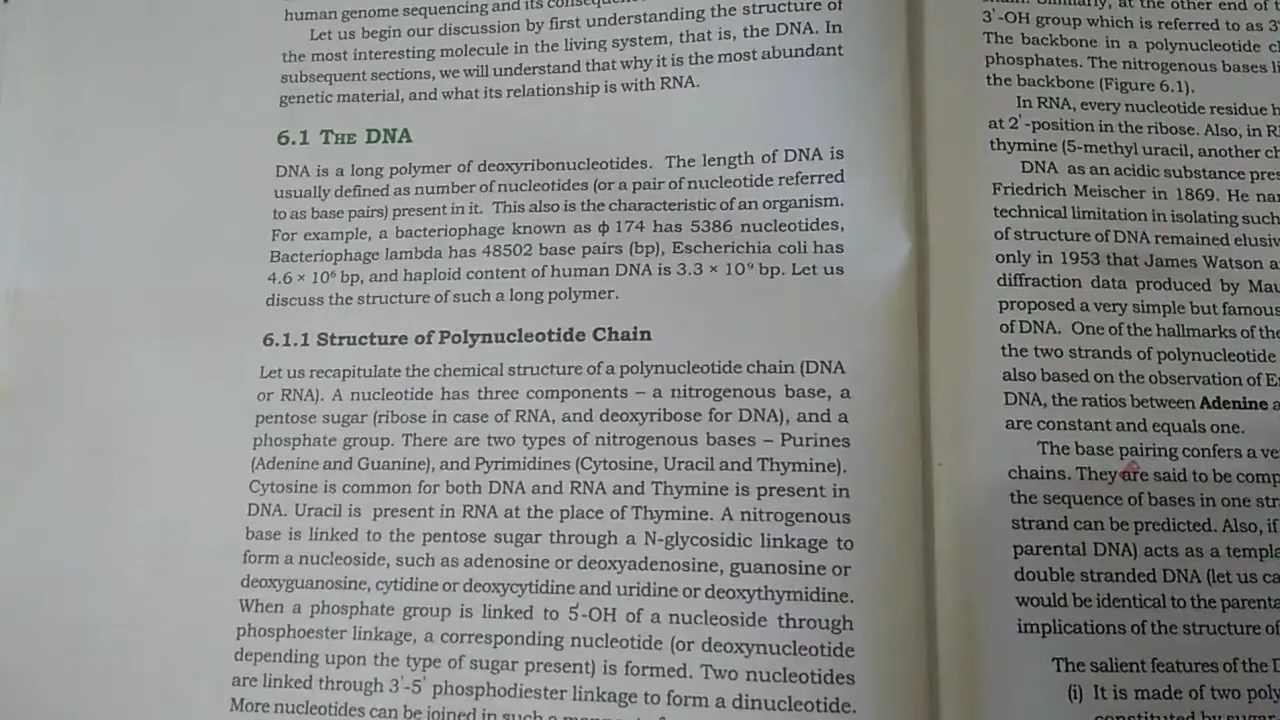 human genome sequencing and its
Let us begin our discussion by first understanding the structure of
the most interesting molecule in the living system, that is, the DNA. In
subsequent sections, we will understand that why it is the most abundant
genetic material, and what its relationship is with RNA.
6.1 THE DNA
DNA is a long polymer of deoxyribonucleotides. The length of DNA is
usually defined as number of nucleotides (or a pair of nucleotide referred
to as base pairs) present in it. This also is the characteristic of an organism.
For example, a bacteriophage known as ϕ 174 has 5386 nucleotides,
Bacteriophage lambda has 48502 base pairs (bp), Escherichia coli has
4.6 × 10⁶ bp, and haploid content of human DNA is 3.3 × 10⁹ bp. Let us
discuss the structure of such a long polymer.
6.1.1 Structure of Polynucleotide Chain
Let us recapitulate the chemical structure of a polynucleotide chain (DNA
or RNA). A nucleotide has three components – a nitrogenous base, a
pentose sugar (ribose in case of RNA, and deoxyribose for DNA), and a
phosphate group. There are two types of nitrogenous bases – Purines
(Adenine and Guanine), and Pyrimidines (Cytosine, Uracil and Thymine).
Cytosine is common for both DNA and RNA and Thymine is present in
DNA. Uracil is present in RNA at the place of Thymine. A nitrogenous
base is linked to the pentose sugar through a N-glycosidic linkage to
form a nucleoside, such as adenosine or deoxyadenosine, guanosine or
deoxyguanosine, cytidine or deoxycytidine and uridine or deoxythymidine.
When a phosphate group is linked to 5'-OH of a nucleoside through
phosphoester linkage, a corresponding nucleotide (or deoxynucleotide
depending upon the type of sugar present) is formed. Two nucleotides
are linked through 3'-5' phosphodiester linkage to form a dinucleotide.
More nucleotides can be joined in such a
at the other end of
3'-OH group which is referred to as 3'
The backbone in a polynucleotide
phosphates. The nitrogenous bases
the backbone (Figure 6.1).
In RNA, every nucleotide residue
at 2'-position in the ribose. Also, in
thymine (5-methyl uracil, another
DNA as an acidic substance
Friedrich Meischer in 1869. He
technical limitation in isolating such
of structure of DNA remained
only in 1953 that James Watson
diffraction data produced by
proposed a very simple but famous
of DNA. One of the hallmarks of
the two strands of polynucleotide
also based on the observation of
DNA, the ratios between Adenine
are constant and equals one.
The base pairing confers a
chains. They are said to be
the sequence of bases in one
strand can be predicted. Also, if
parental DNA) acts as a
double stranded DNA (let us
would be identical to the
implications of the structure of
The salient features of the
(i) It is made of two